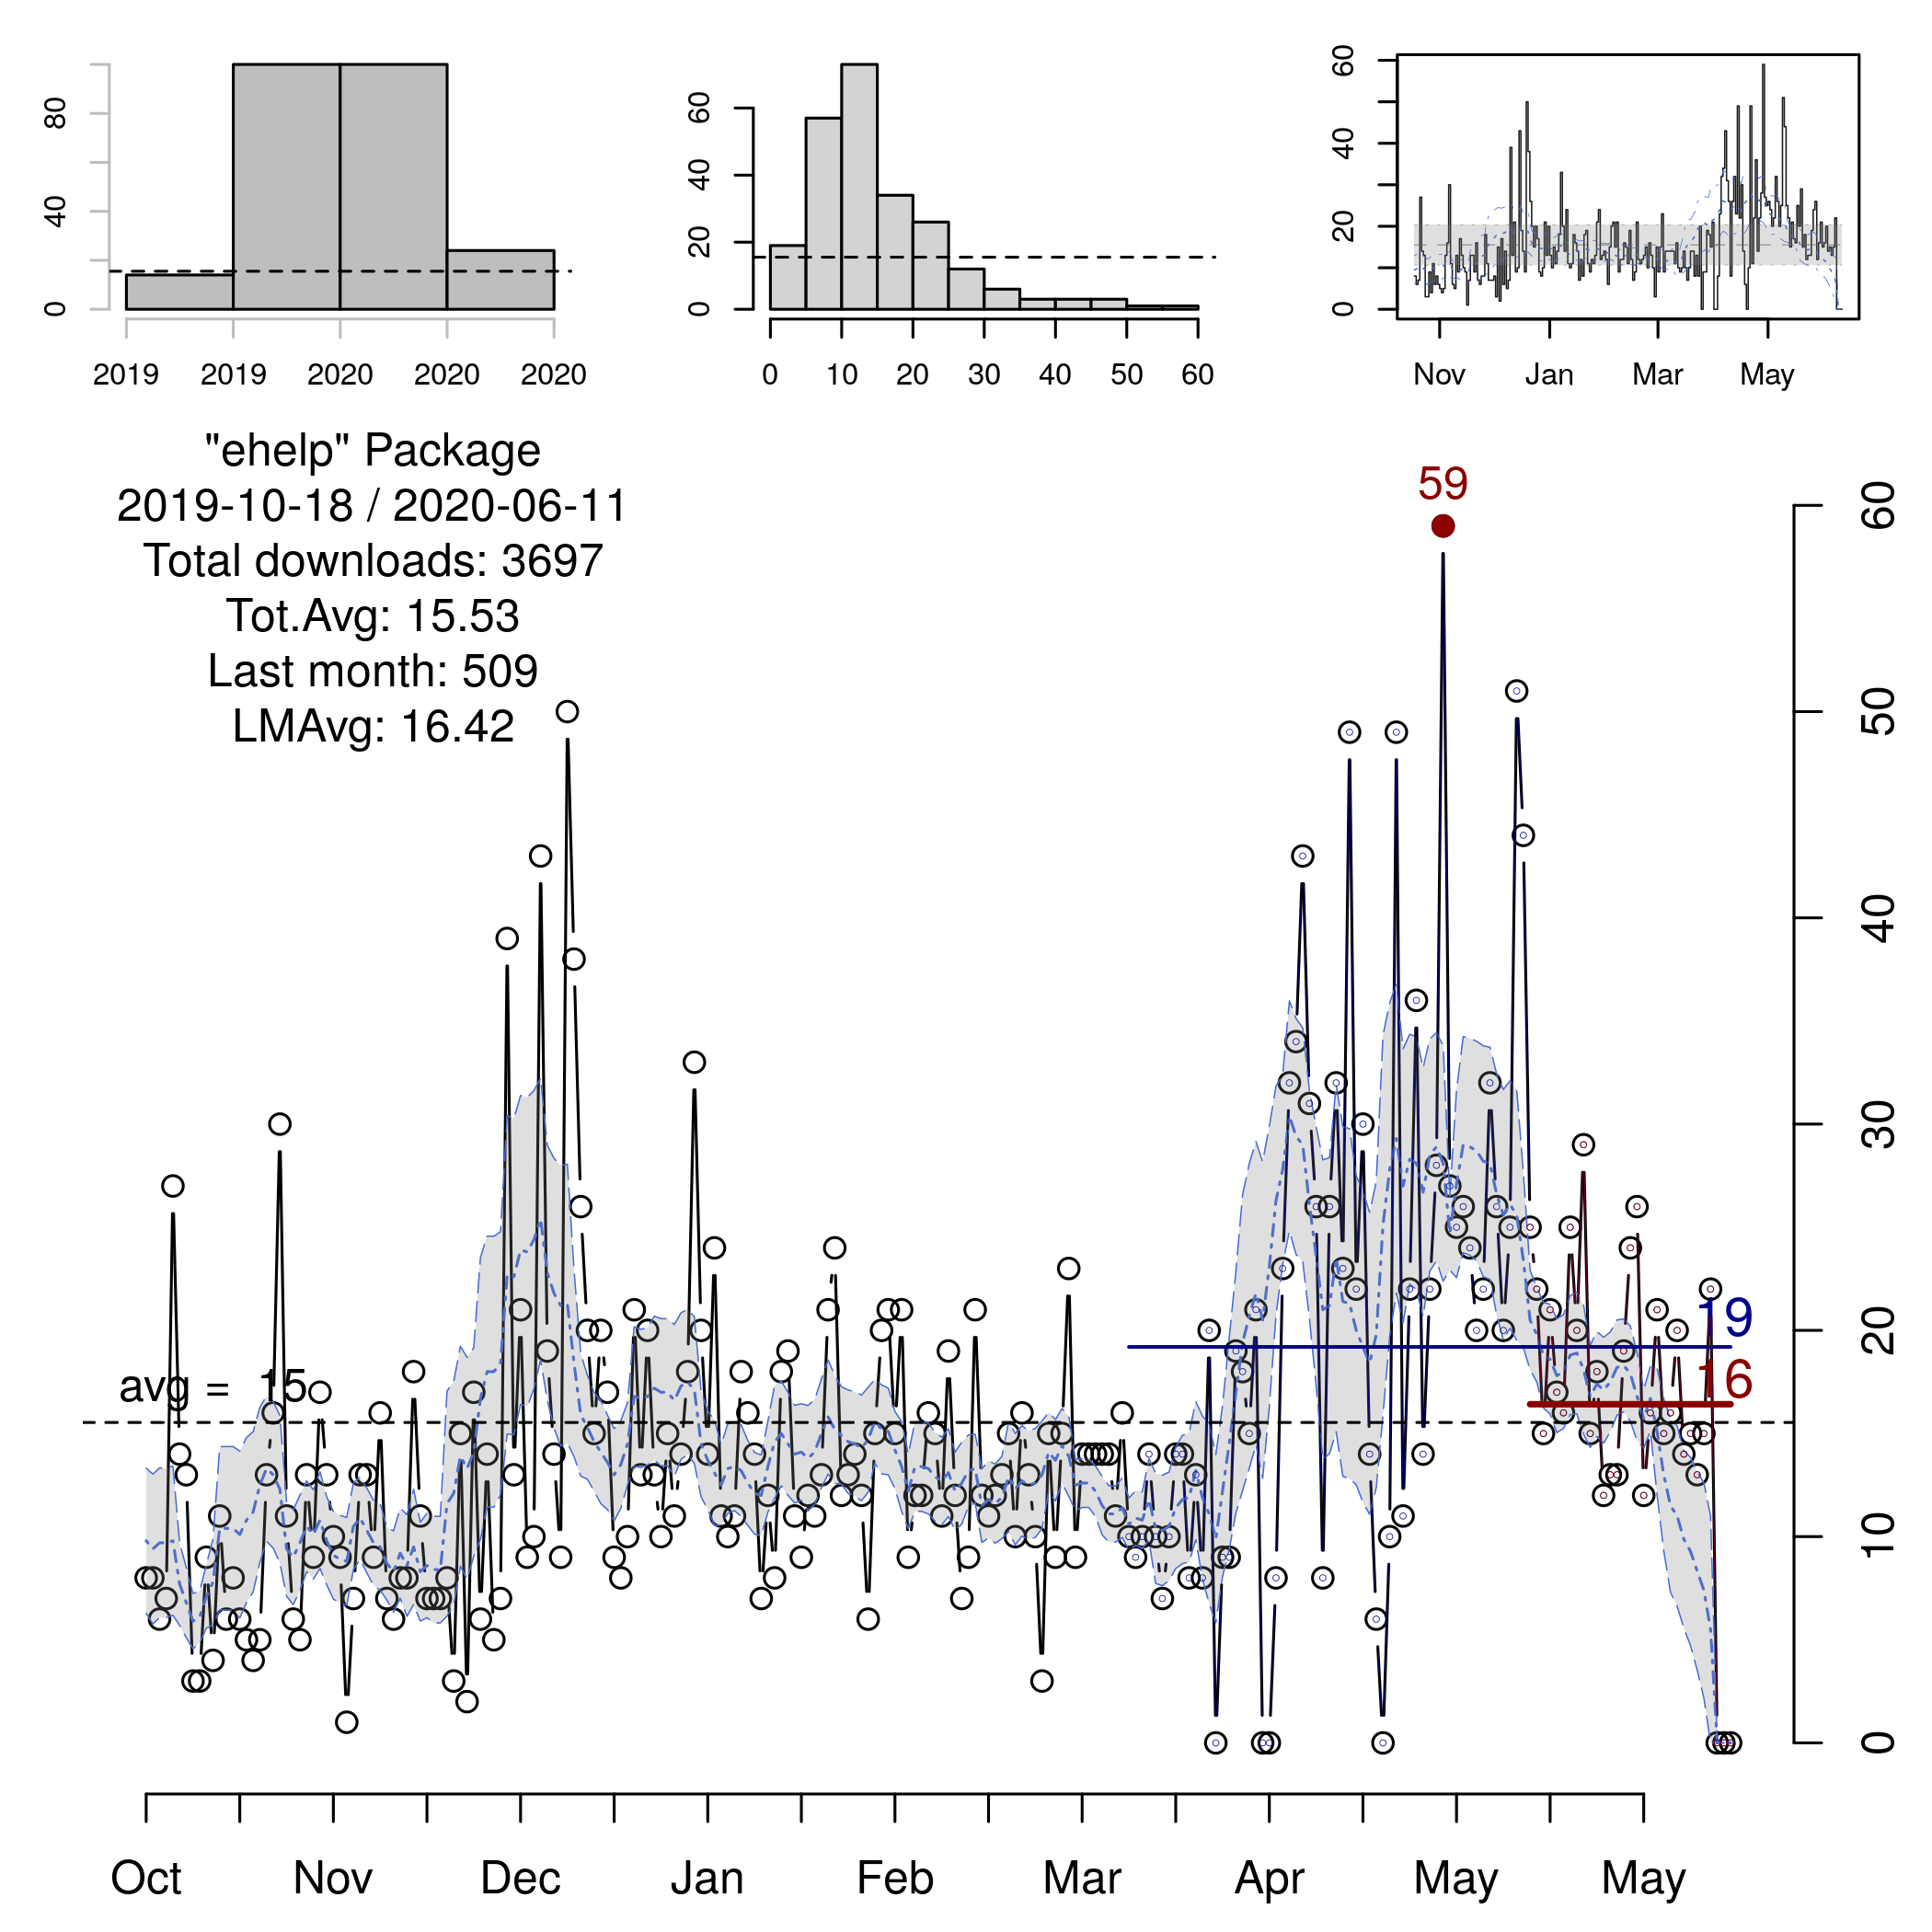 80
40
0
2019 2019 2020 2020 2020
60
40
20
0
0 10 20 30 40 50 60
60
40
20
0
Nov Jan Mar May
"ehelp" Package
2019-10-18 / 2020-06-11
Total downloads: 3697
Tot.Avg: 15.53
Last month: 509
LMAvg: 16.42
59
avg = 15
19
16
60
50
40
30
20
10
0
Oct Nov Dec Jan Feb Mar Apr May May